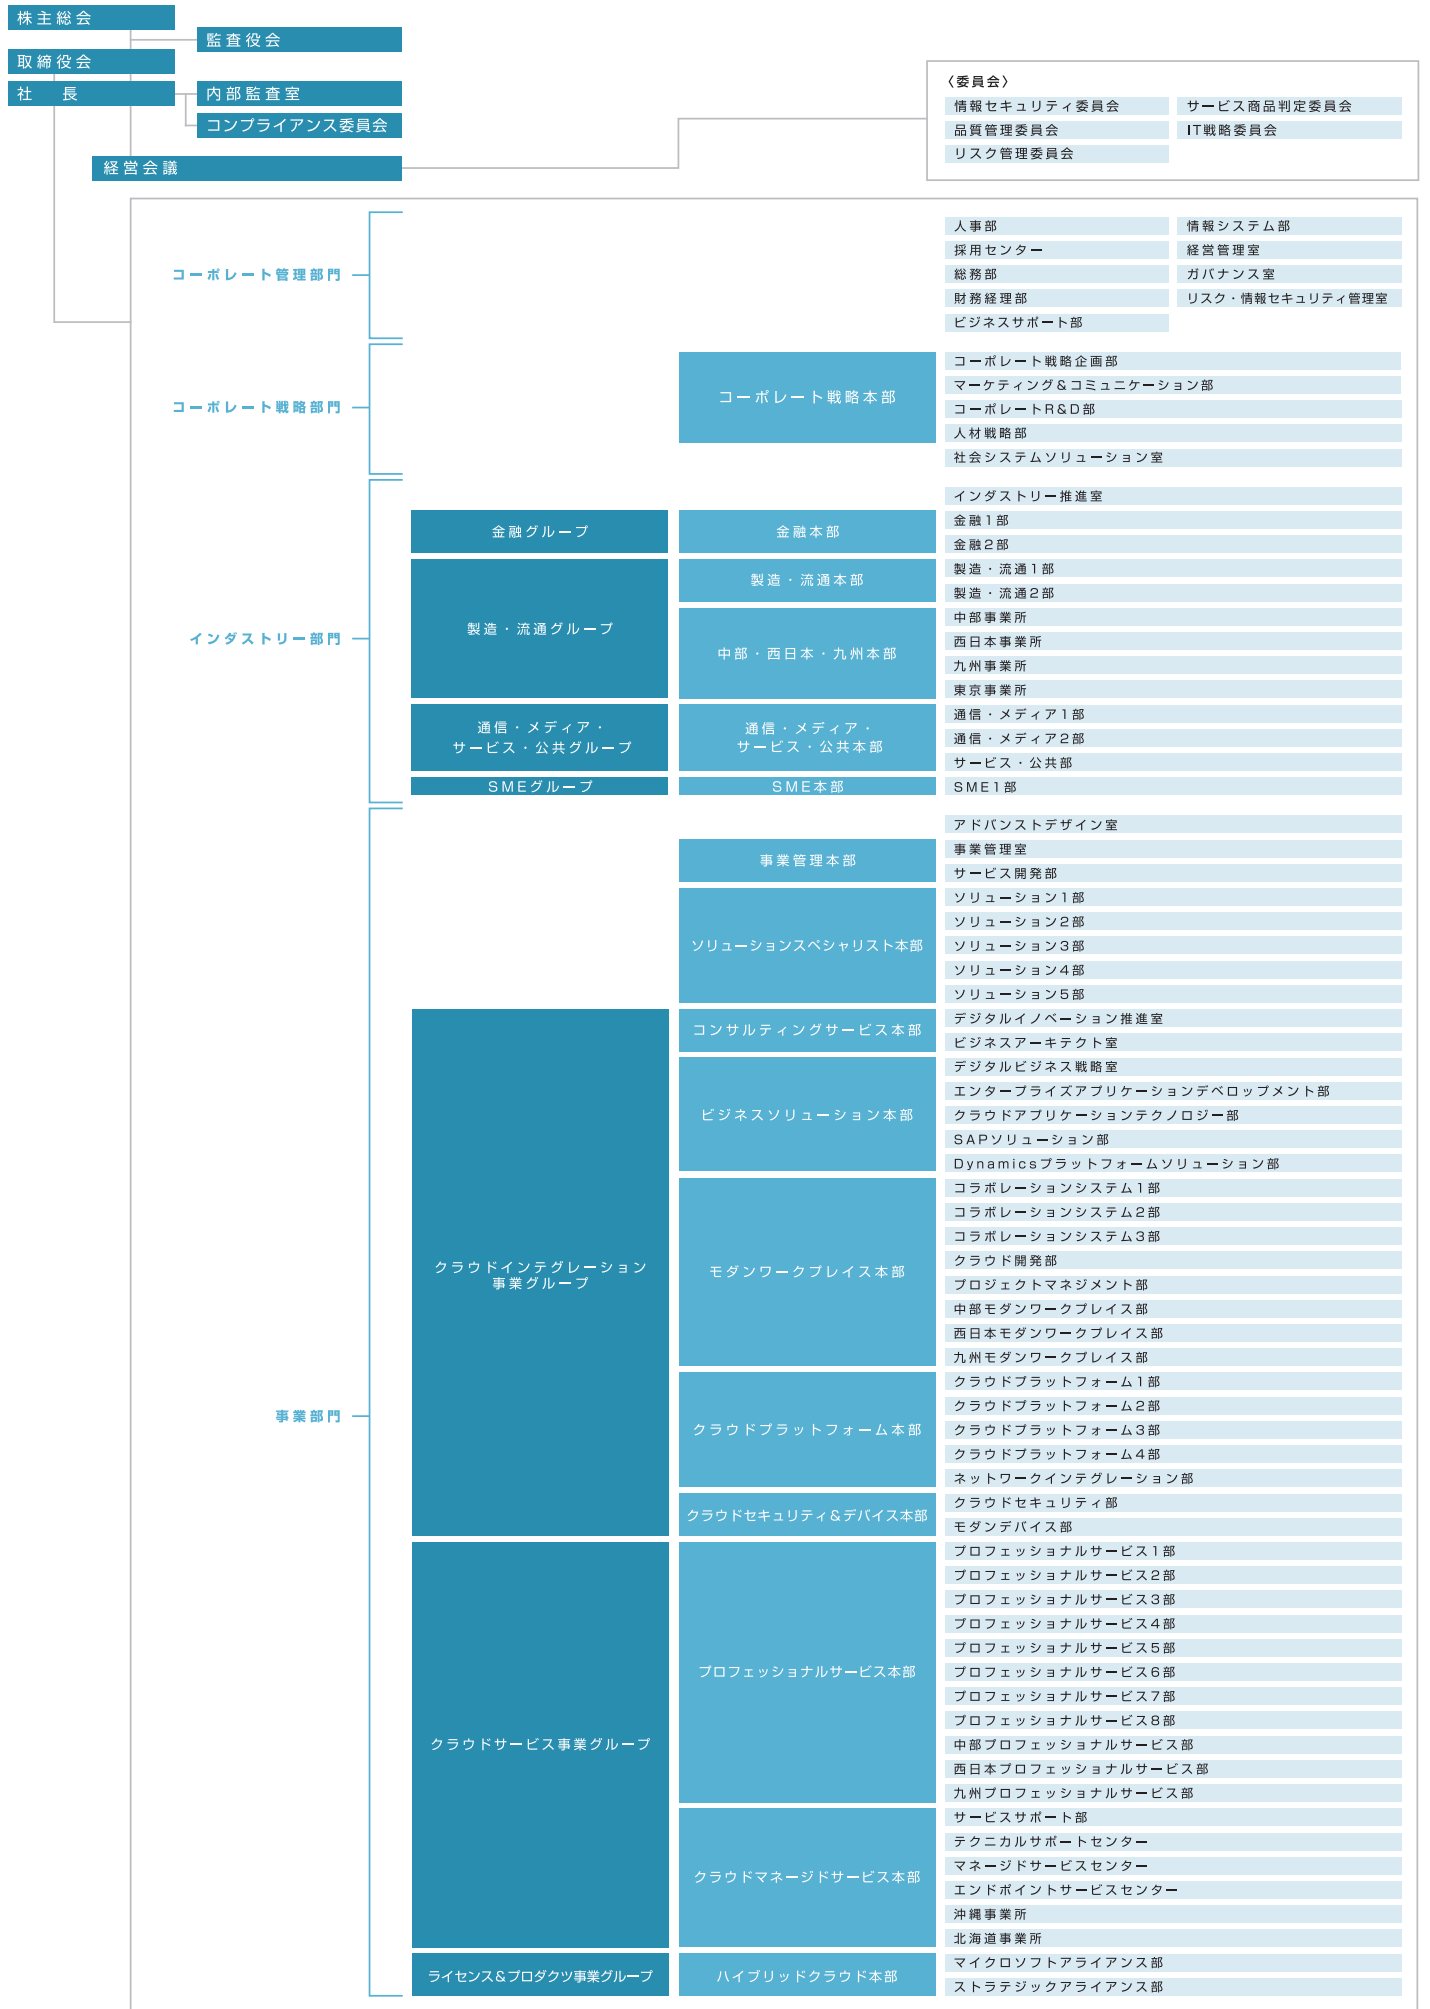 株主総会
監査役会
取締役会
社　長
内部監査室
コンプライアンス委員会
経営会議
〈委員会〉
情報セキュリティ委員会
サービス商品判定委員会
品質管理委員会
IT戦略委員会
リスク管理委員会
コーポレート管理部門
人事部
情報システム部
採用センター
経営管理室
総務部
ガバナンス室
財務経理部
リスク・情報セキュリティ管理室
ビジネスサポート部
コーポレート戦略部門
コーポレート戦略本部
コーポレート戦略企画部
マーケティング＆コミュニケーション部
コーポレートR&D部
人材戦略部
社会システムソリューション室
インダストリー部門
インダストリー推進室
金融グループ
金融本部
金融1部
金融2部
製造・流通グループ
製造・流通本部
製造・流通1部
製造・流通2部
中部・西日本・九州本部
中部事業所
西日本事業所
九州事業所
東京事業所
通信・メディア・
サービス・公共グループ
通信・メディア・
サービス・公共本部
通信・メディア1部
通信・メディア2部
サービス・公共部
SMEグループ
SME本部
SME1部
事業部門
アドバンストデザイン室
事業管理本部
事業管理室
サービス開発部
ソリューションスペシャリスト本部
ソリューション1部
ソリューション2部
ソリューション3部
ソリューション4部
ソリューション5部
クラウドインテグレーション
事業グループ
コンサルティングサービス本部
デジタルイノベーション推進室
ビジネスアーキテクト室
ビジネスソリューション本部
デジタルビジネス戦略室
エンタープライズアプリケーションデベロップメント部
クラウドアプリケーションテクノロジー部
SAPソリューション部
Dynamicsプラットフォームソリューション部
モダンワークプレイス本部
コラボレーションシステム1部
コラボレーションシステム2部
コラボレーションシステム3部
クラウド開発部
プロジェクトマネジメント部
中部モダンワークプレイス部
西日本モダンワークプレイス部
九州モダンワークプレイス部
クラウドプラットフォーム本部
クラウドプラットフォーム1部
クラウドプラットフォーム2部
クラウドプラットフォーム3部
クラウドプラットフォーム4部
ネットワークインテグレーション部
クラウドセキュリティ＆デバイス本部
クラウドセキュリティ部
モダンデバイス部
クラウドサービス事業グループ
プロフェッショナルサービス本部
プロフェッショナルサービス1部
プロフェッショナルサービス2部
プロフェッショナルサービス3部
プロフェッショナルサービス4部
プロフェッショナルサービス5部
プロフェッショナルサービス6部
プロフェッショナルサービス7部
プロフェッショナルサービス8部
中部プロフェッショナルサービス部
西日本プロフェッショナルサービス部
九州プロフェッショナルサービス部
クラウドマネージドサービス本部
サービスサポート部
テクニカルサポートセンター
マネージドサービスセンター
エンドポイントサービスセンター
沖縄事業所
北海道事業所
ライセンス＆プロダクツ事業グループ
ハイブリッドクラウド本部
マイクロソフトアライアンス部
ストラテジックアライアンス部